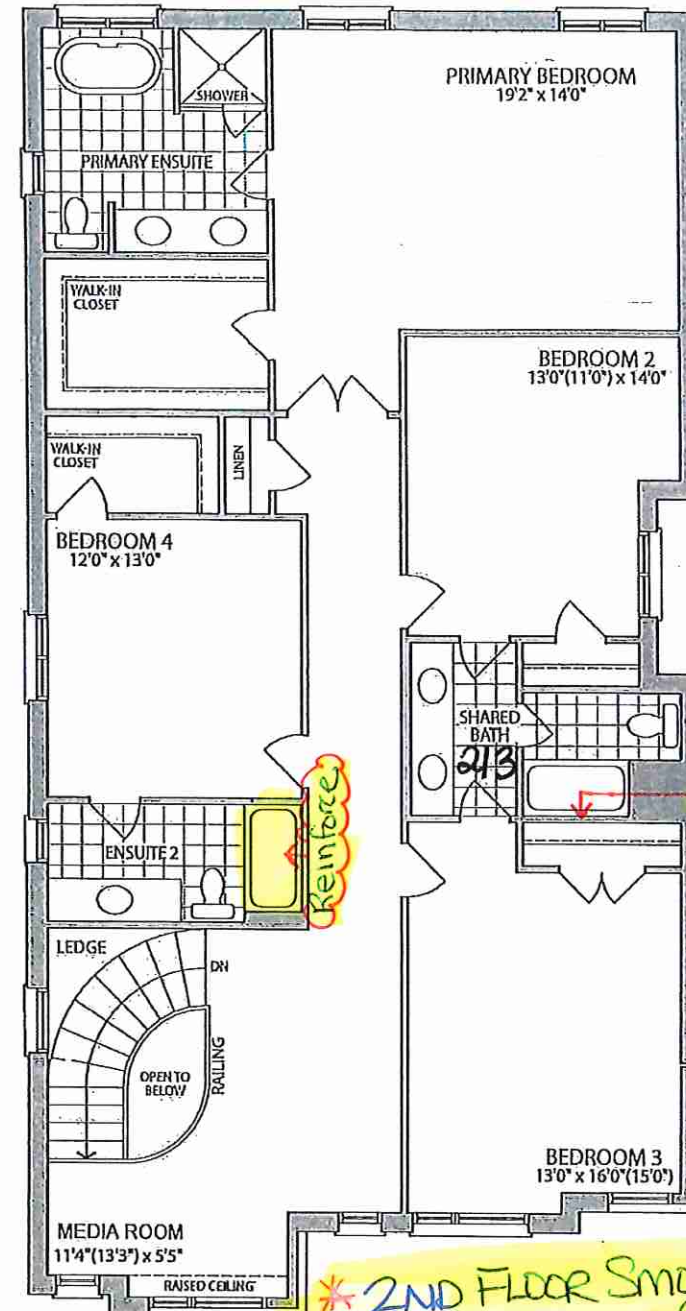 SHOWER
PRIMARY BEDROOM
19'2" x 14'0"
PRIMARY ENSUITE
WALK-IN
CLOSET
BEDROOM 2
13'0"(11'0") x 14'0"
WALK-IN
CLOSET
LINEN
BEDROOM 4
12'0" x 13'0"
SHARED
BATH
213
Reinforce
ENSUITE 2
LEDGE
DN
RAILING
OPEN TO
BELOW
BEDROOM 3
13'0" x 16'0"(15'0")
MEDIA ROOM
11'4"(13'3") x 5'5"
RAISED CEILING
* 2ND FLOOR SMO